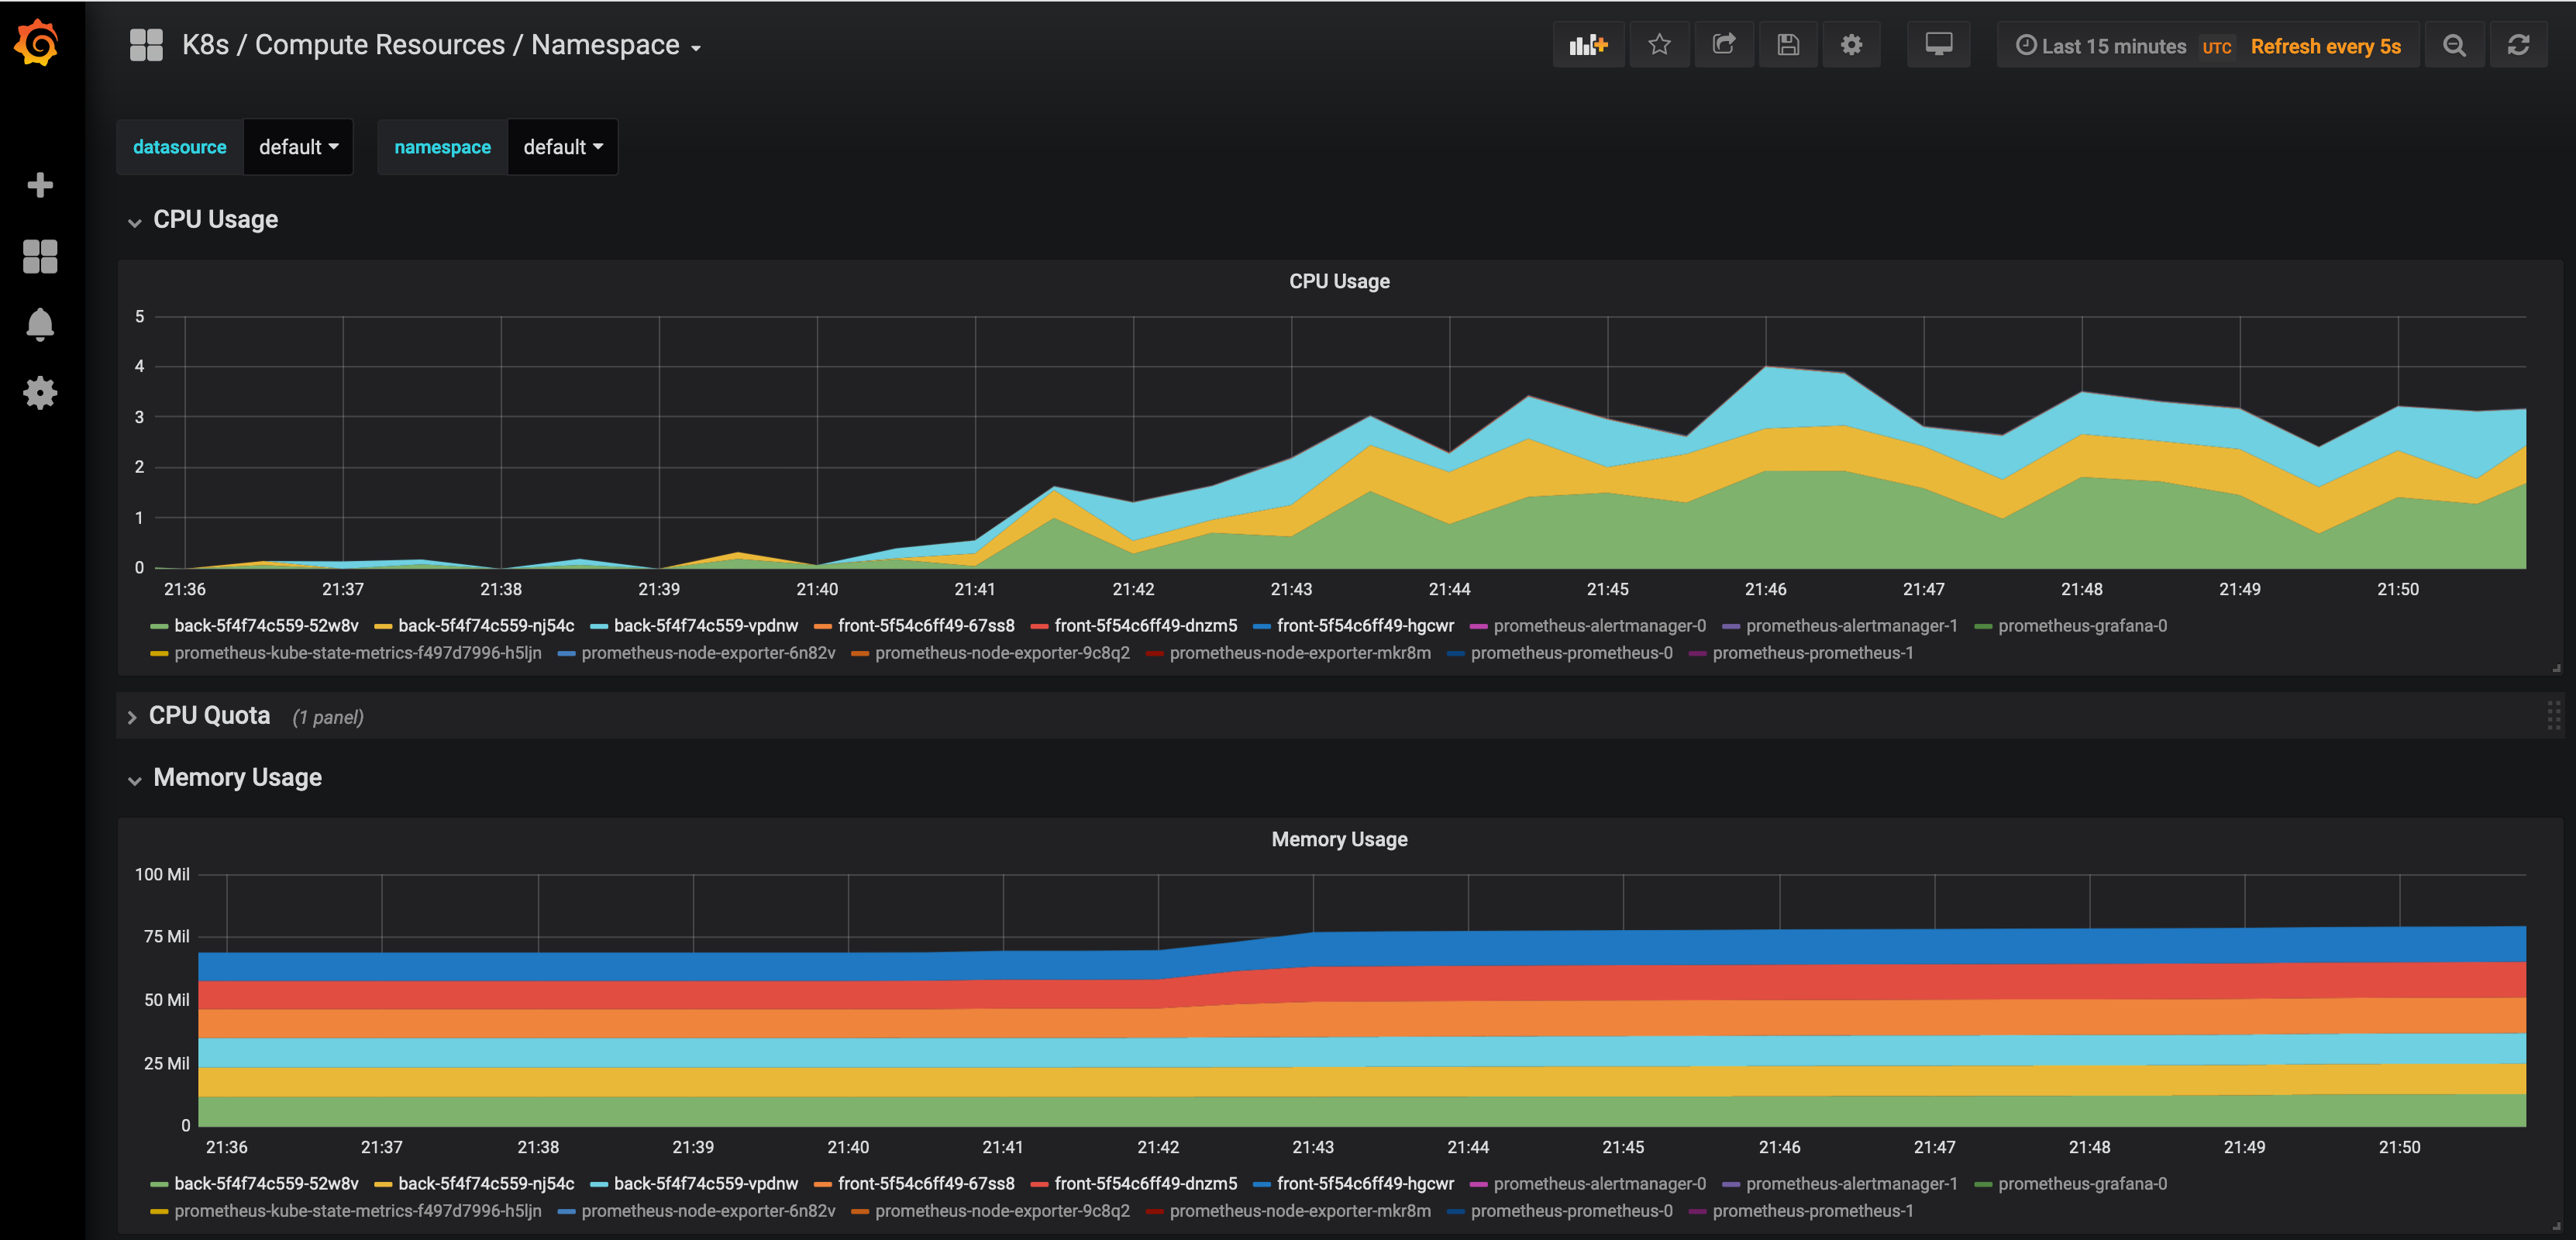 K8s / Compute Resources / Namespace
Last 15 minutes UTC Refresh every 5s
datasource default namespace default
CPU Usage
CPU Usage
5
4
3
2
1
0
21:36 21:37 21:38 21:39 21:40 21:41 21:42 21:43 21:44 21:45 21:46 21:47 21:48 21:49 21:50
back-5f4f74c559-52w8v back-5f4f74c559-nj54c back-5f4f74c559-vpdnw front-5f54c6ff49-67ss8 front-5f54c6ff49-dnzm5 front-5f54c6ff49-hgcwr prometheus-alertmanager-0 prometheus-alertmanager-1 prometheus-grafana-0
prometheus-kube-state-metrics-f497d7996-h5ljn prometheus-node-exporter-6n82v prometheus-node-exporter-9c8q2 prometheus-node-exporter-mkr8m prometheus-prometheus-0 prometheus-prometheus-1
CPU Quota (1 panel)
Memory Usage
Memory Usage
100 Mil
75 Mil
50 Mil
25 Mil
0
21:36 21:37 21:38 21:39 21:40 21:41 21:42 21:43 21:44 21:45 21:46 21:47 21:48 21:49 21:50
back-5f4f74c559-52w8v back-5f4f74c559-nj54c back-5f4f74c559-vpdnw front-5f54c6ff49-67ss8 front-5f54c6ff49-dnzm5 front-5f54c6ff49-hgcwr prometheus-alertmanager-0 prometheus-alertmanager-1 prometheus-grafana-0
prometheus-kube-state-metrics-f497d7996-h5ljn prometheus-node-exporter-6n82v prometheus-node-exporter-9c8q2 prometheus-node-exporter-mkr8m prometheus-prometheus-0 prometheus-prometheus-1